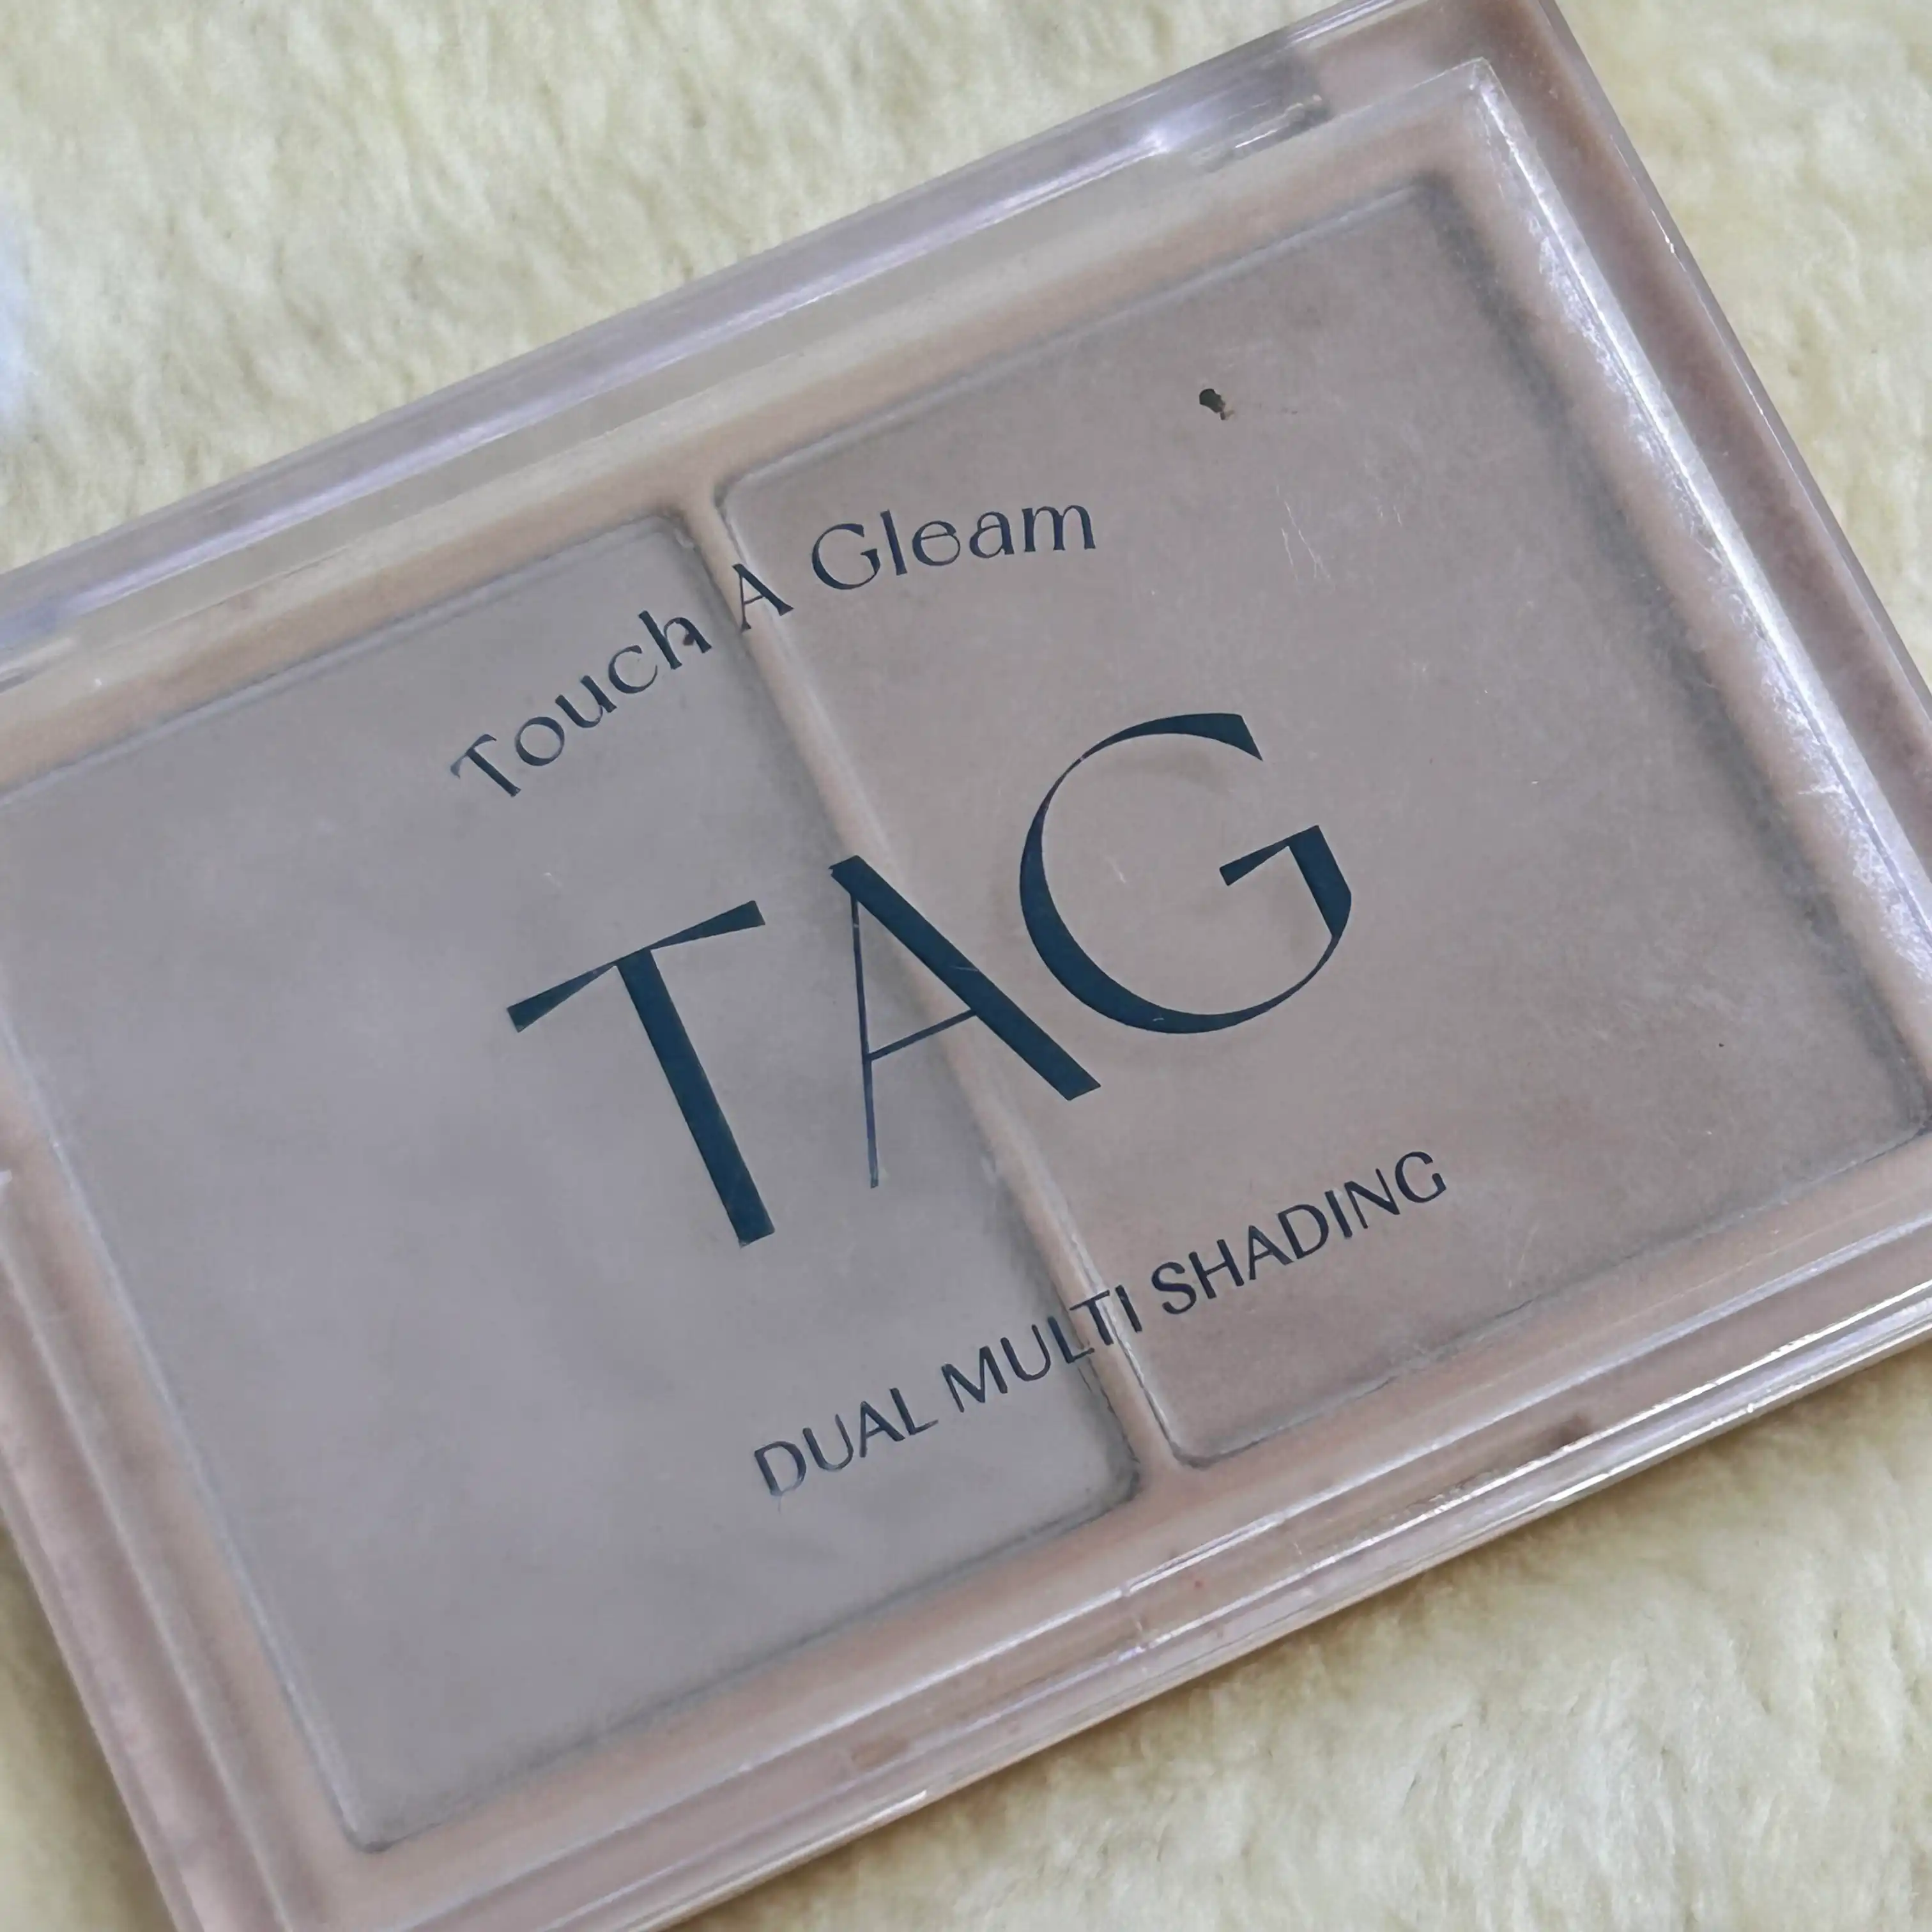 Touch A Gleam
TAG
DUAL MULTI SHADING